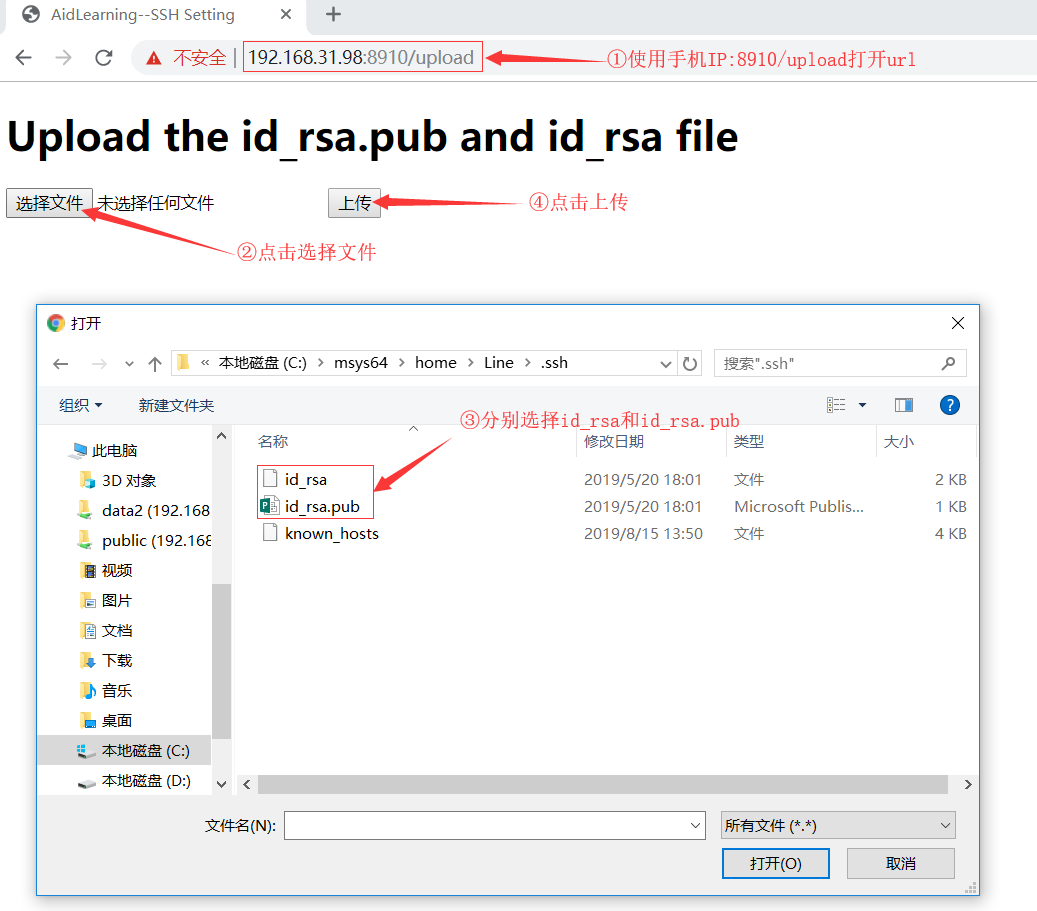 AidLearning--SSH Setting
不安全 | 192.168.31.98:8910/upload ①使用手机IP:8910/upload打开url
Upload the id_rsa.pub and id_rsa file
选择文件 未选择任何文件 上传 ④点击上传
②点击选择文件
打开
« 本地磁盘 (C:) › msys64 › home › Line › .ssh 搜索".ssh"
组织 新建文件夹
③分别选择id_rsa和id_rsa.pub
名称 修改日期 类型 大小
此电脑
3D 对象 id_rsa 2019/5/20 18:01 文件 2 KB
data2 (192.168 id_rsa.pub 2019/5/20 18:01 Microsoft Publis... 1 KB
public (192.168 known_hosts 2019/8/15 13:50 文件 4 KB
视频
图片
文档
下载
音乐
桌面
本地磁盘 (C:)
本地磁盘 (D:)
文件名(N): 所有文件 (*.*)
打开(O) 取消